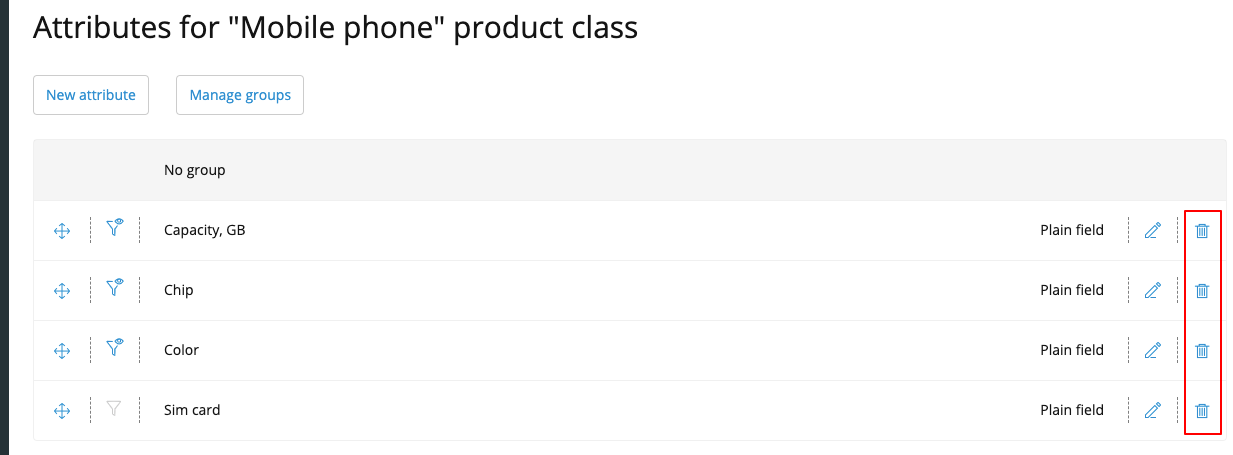 Attributes for "Mobile phone" product class
New attribute Manage groups
No group
Capacity, GB Plain field
Chip Plain field
Color Plain field
Sim card Plain field